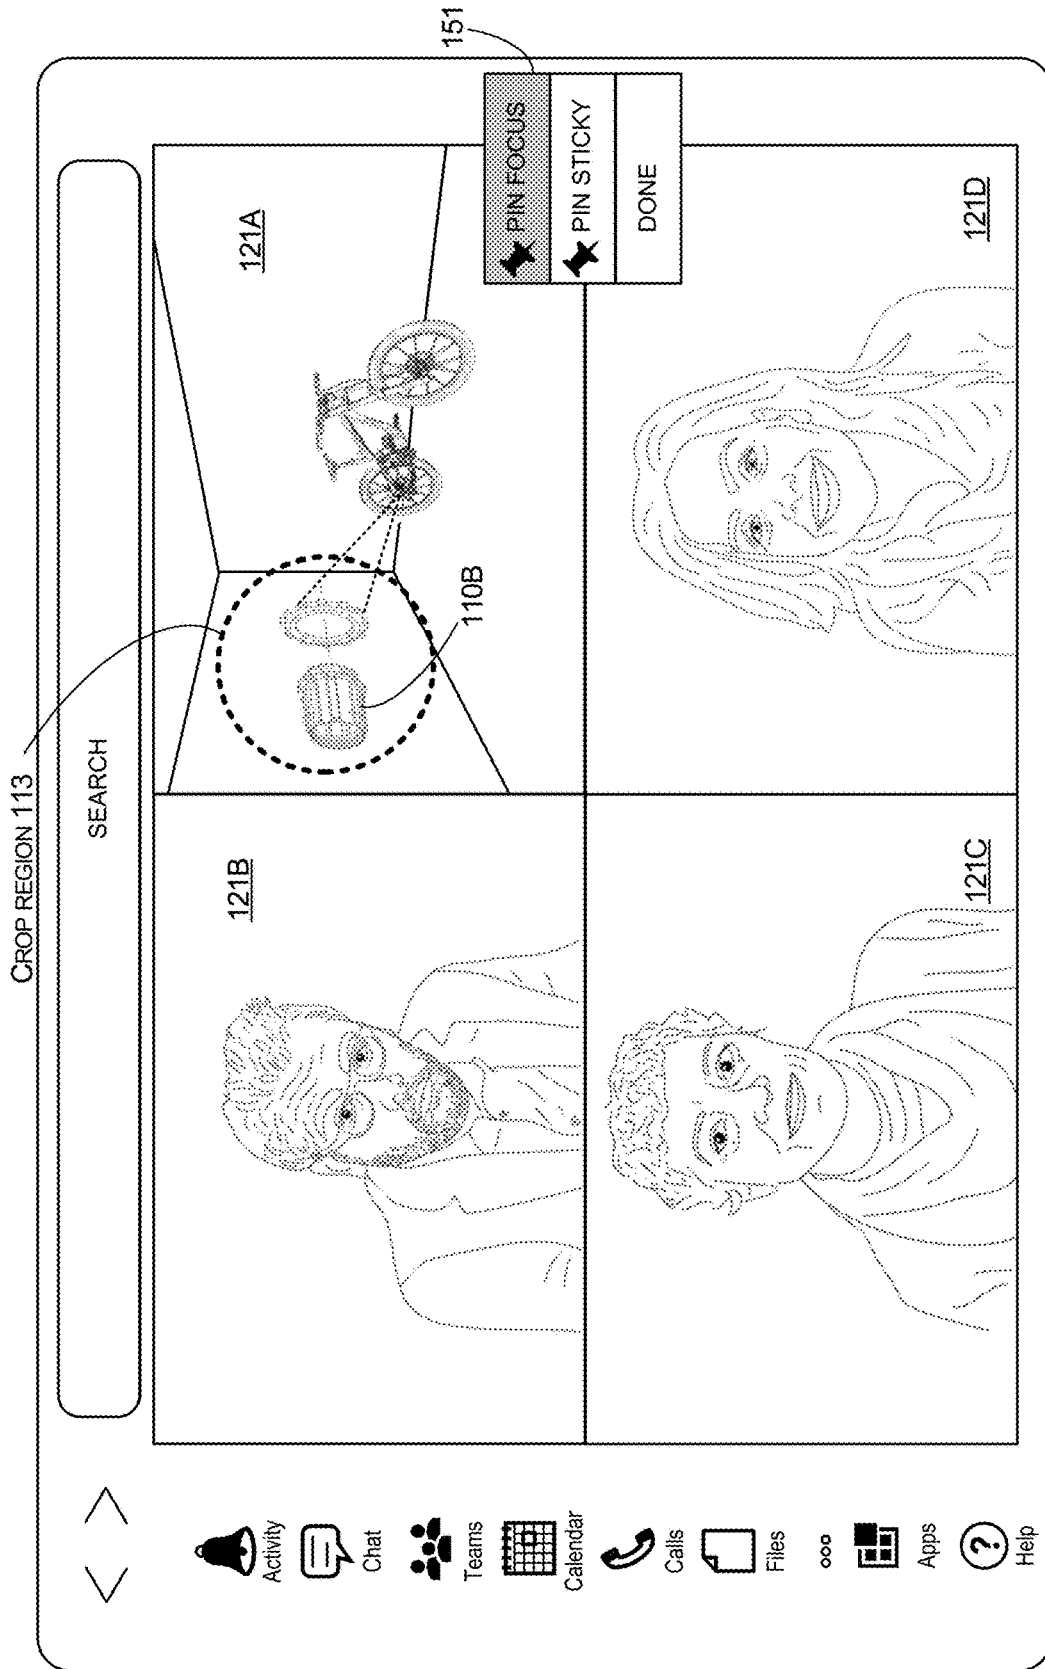 CROP REGION 113
151
SEARCH
Activity
Chat
Teams
Calendar
Calls
Files
Apps
?
Help
121B
121A
110B
PIN FOCUS
PIN STICKY
DONE
121C
121D